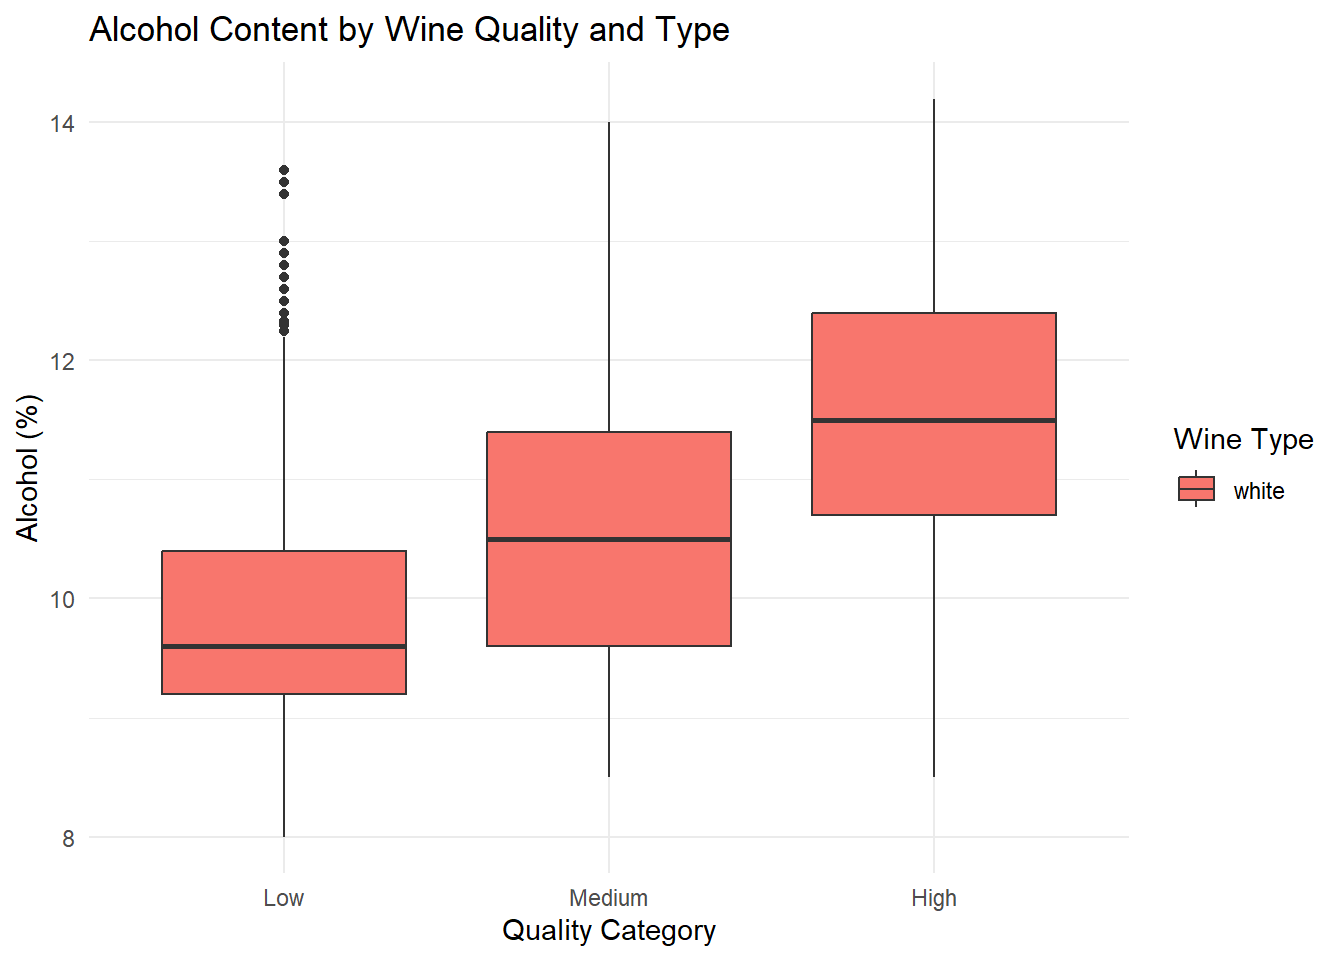 Alcohol Content by Wine Quality and Type
14
12
10
8
Alcohol (%)
Low Medium High
Quality Category
Wine Type
white